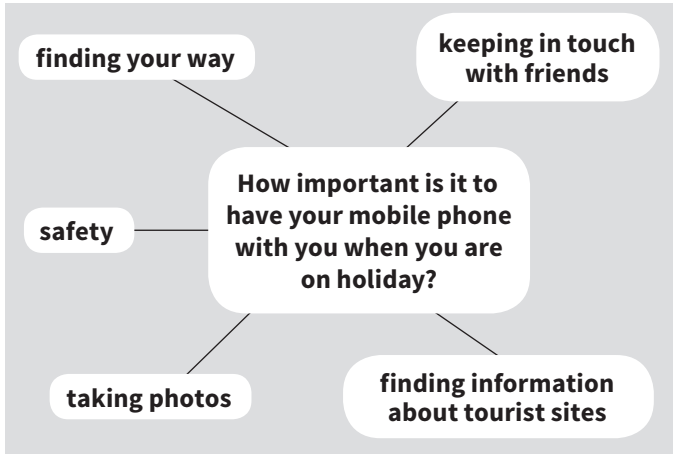 finding your way
keeping in touch
with friends
How important is it to
have your mobile phone
with you when you are
on holiday?
safety
taking photos
finding information
about tourist sites